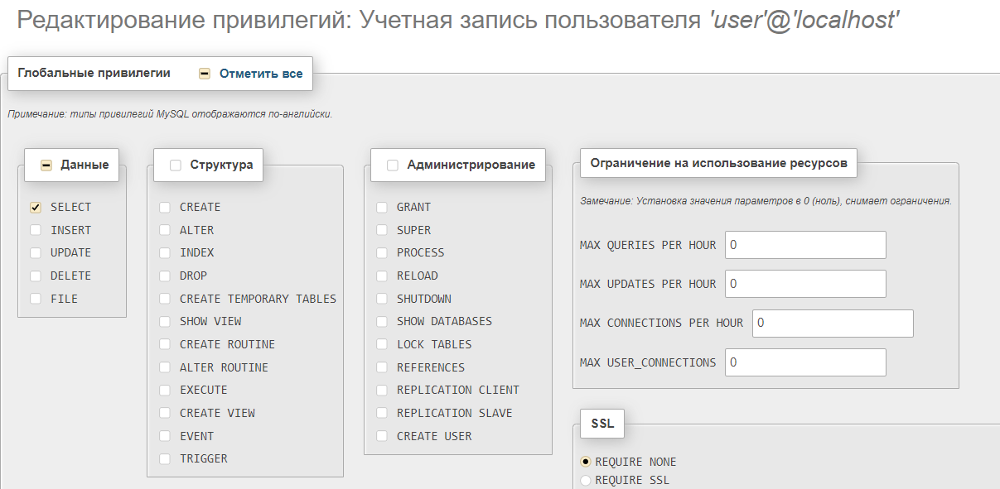 Редактирование привилегий: Учетная запись пользователя 'user'@'localhost'
Глобальные привилегии Отметить все
Примечание: типы привилегий MySQL отображаются по-английски.
Данные
SELECT
INSERT
UPDATE
DELETE
FILE
Структура
CREATE
ALTER
INDEX
DROP
CREATE TEMPORARY TABLES
SHOW VIEW
CREATE ROUTINE
ALTER ROUTINE
EXECUTE
CREATE VIEW
EVENT
TRIGGER
Администрирование
GRANT
SUPER
PROCESS
RELOAD
SHUTDOWN
SHOW DATABASES
LOCK TABLES
REFERENCES
REPLICATION CLIENT
REPLICATION SLAVE
CREATE USER
Ограничение на использование ресурсов
Замечание: Установка значения параметров в 0 (ноль), снимает ограничения.
MAX QUERIES PER HOUR 0
MAX UPDATES PER HOUR 0
MAX CONNECTIONS PER HOUR 0
MAX USER_CONNECTIONS 0
SSL
REQUIRE NONE
REQUIRE SSL